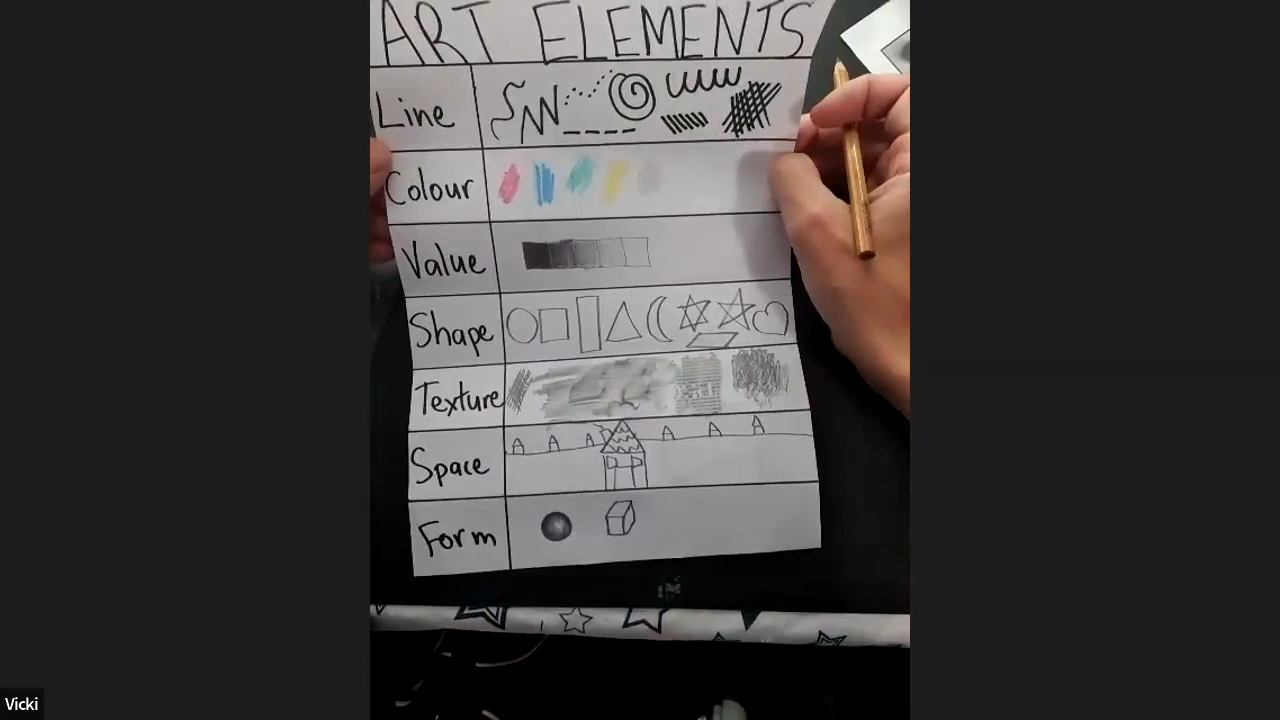 ART ELEMENTS
Line
Colour
Value
Shape
Texture
Space
Form
Vicki